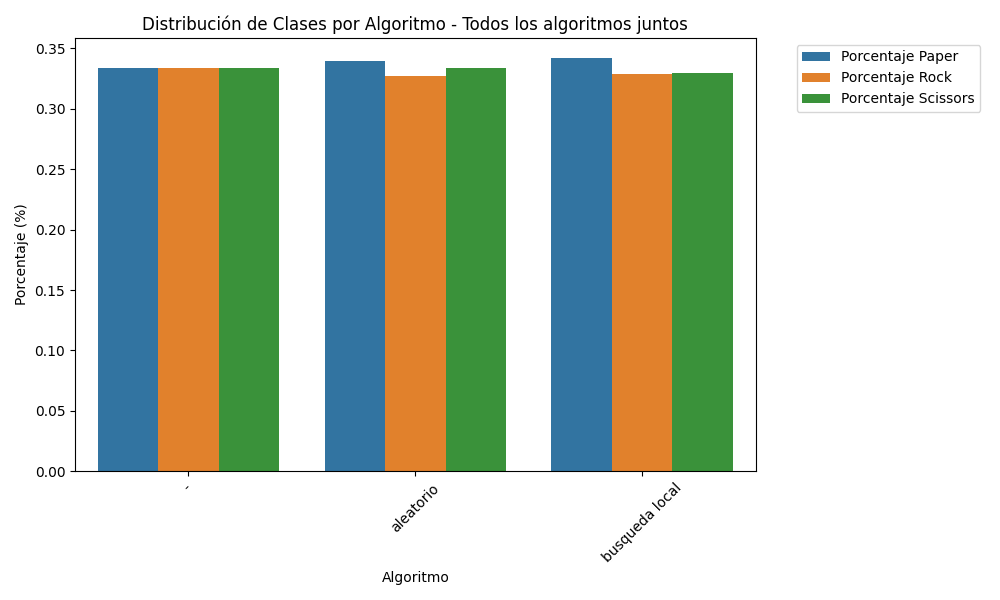 Distribución de Clases por Algoritmo - Todos los algoritmos juntos
Porcentaje Paper
Porcentaje Rock
Porcentaje Scissors
Porcentaje (%)
0.35
0.30
0.25
0.20
0.15
0.10
0.05
0.00
-
aleatorio
busqueda local
Algoritmo